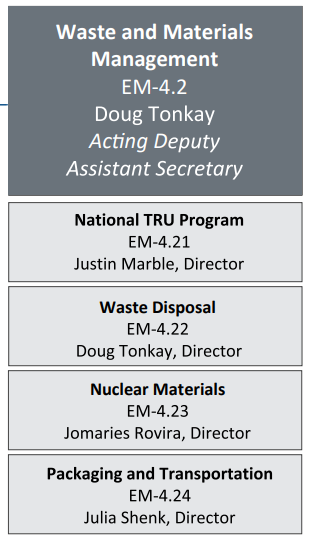 Waste and Materials
Management
EM-4.2
Doug Tonkay
Acting Deputy
Assistant Secretary
National TRU Program
EM-4.21
Justin Marble, Director
Waste Disposal
EM-4.22
Doug Tonkay, Director
Nuclear Materials
EM-4.23
Jomaries Rovira, Director
Packaging and Transportation
EM-4.24
Julia Shenk, Director